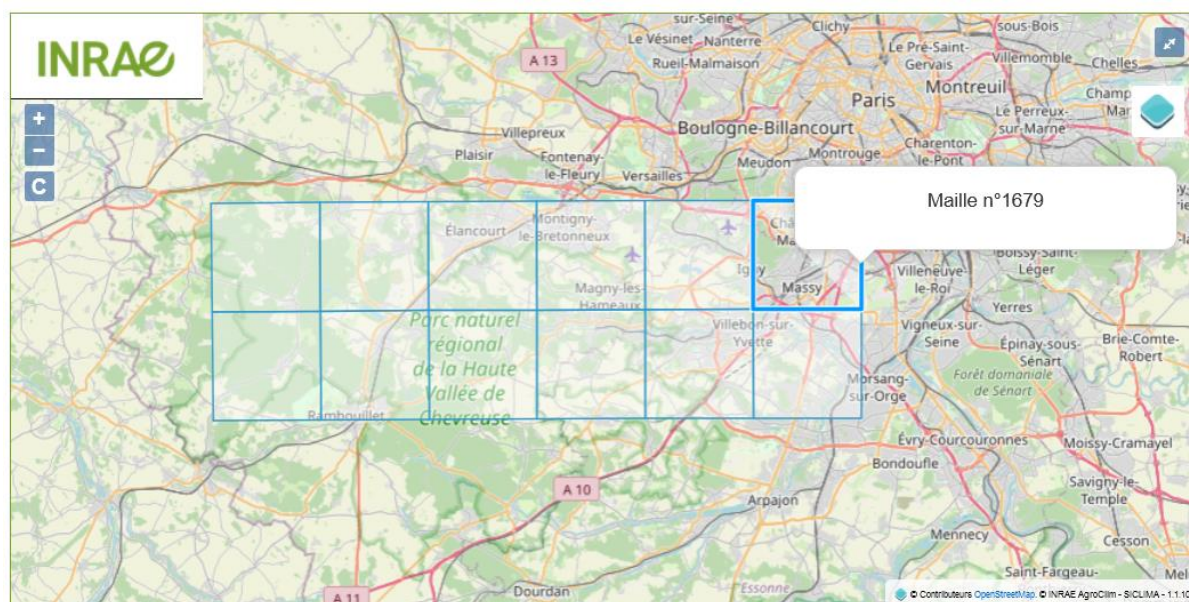 INRAE
+
−
C
sur-Seine
Clichy
sous-Bois
Le Vésinet
Nanterre
Le Pré-Saint-
Gervais
Villemomble
Chelles
A 13
Rueil-Malmaison
Paris
Montreuil
Champ
Mar
Le Perreux-
sur-Marne
Villepreux
Boulogne-Billancourt
Plaisir
Fontenay-
le-Fleury
Versailles
Meudon
Montrouge
Charenton-
le-Pont
Maille n°1679
Élancourt
Montigny-
le-Bretonneux
Boissy-Saint-
Léger
Magny-les-
Hameaux
Massy
Villeneuve-
le-Roi
Yerres
Parc naturel
régional
de la Haute
Vallée de
Chevreuse
Villebon-sur-
Yvette
Vigneux-sur-
Seine
Épinay-sous-
Sénart
Brie-Comte-
Robert
Forêt domaniale
de Sénart
Rambouillet
Morsang-
sur-Orge
Évry-Courcouronnes
Moissy-Cramayel
Bondoufle
A 10
Arpajon
Savigny-le-
Temple
Mennecy
Cesson
Dourdan
Essonne
Saint-Fargeau-
A 11
© Contributeurs OpenStreetMap. © INRAE AgroClim - SICLIMA - 1.1.10